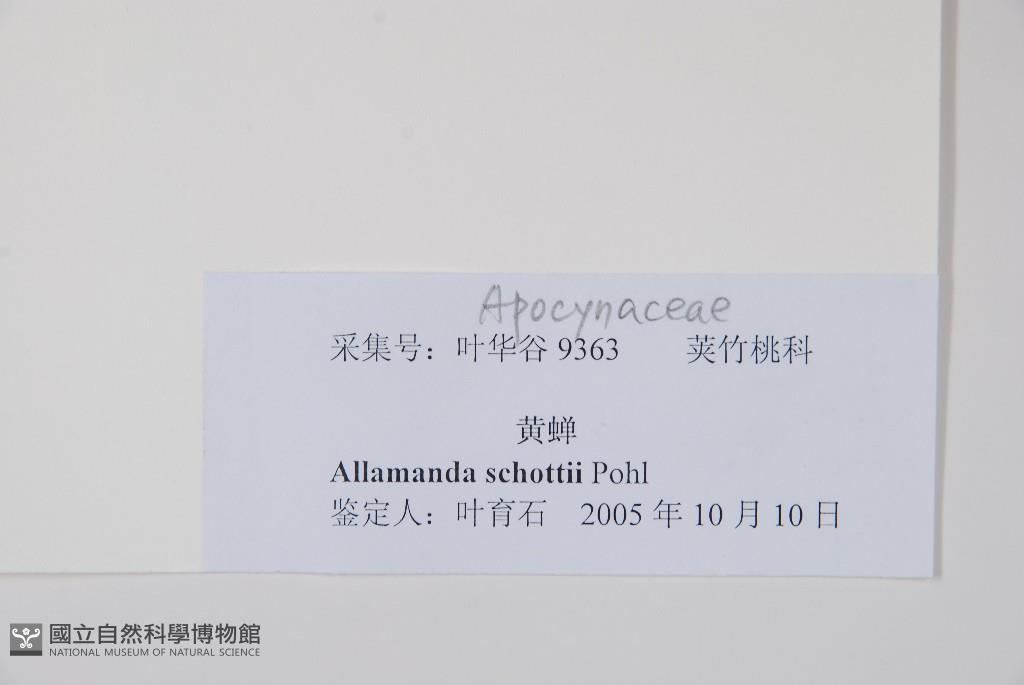 Apocynaceae
采集号：叶华谷 9363 荚竹桃科
黄蝉
Allamanda schottii Pohl
鉴定人：叶育石 2005 年 10 月 10 日
國立自然科學博物館
NATIONAL MUSEUM OF NATURAL SCIENCE